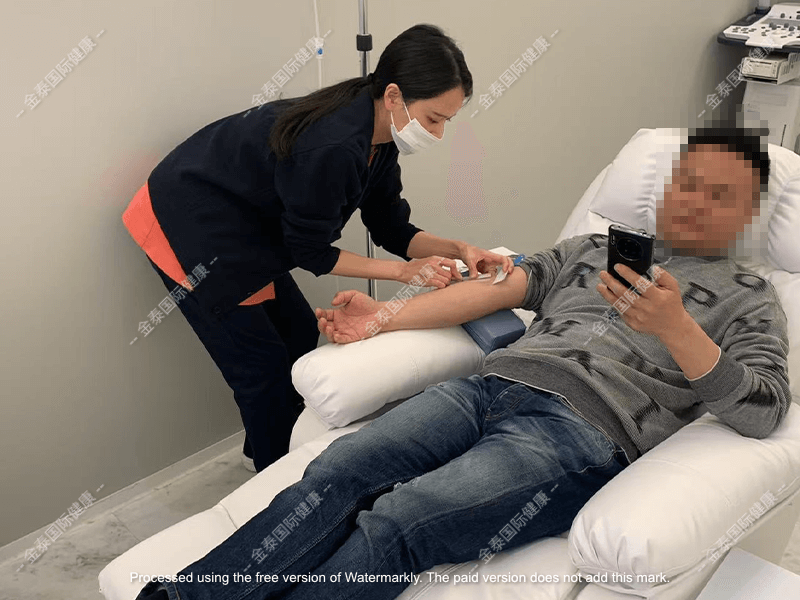 金泰国际健康
金泰国际健康
金泰国际健康
金泰国际健康
金泰国际健康
金泰国际健康
金泰国际健康
金泰国际健康
金泰国际健康
金泰国际健康
金泰国际健康
金泰国际健康
Processed using the free version of Watermarkly. The paid version does not add this mark.